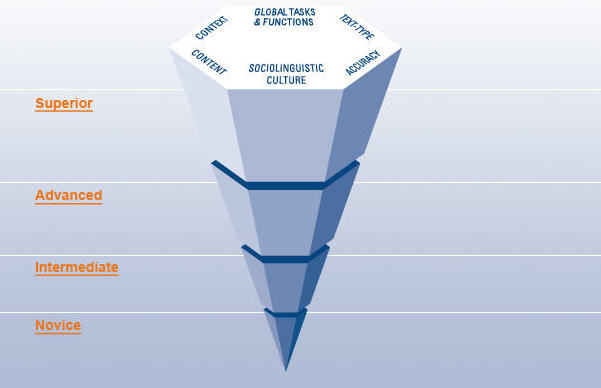 GLOBAL TASKS
& FUNCTIONS
CONTEXT
TEXT-TYPE
CONTENT
SOCIOLINGUISTIC
CULTURE
ACCURACY
Superior
Advanced
Intermediate
Novice